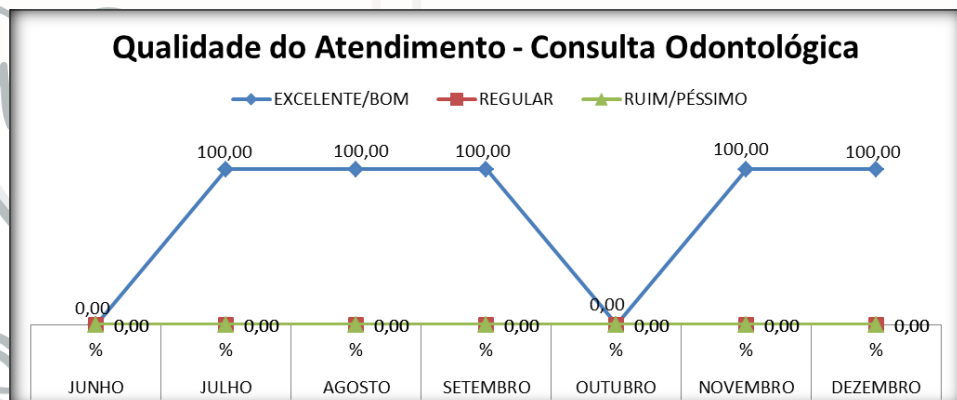 Qualidade do Atendimento - Consulta Odontológica
EXCELENTE/BOM REGULAR RUIM/PÉSSIMO
100,00 100,00 100,00 100,00 100,00
0,00 0,00
0,00 0,00 0,00 0,00 0,00 0,00 0,00
% % % % % % %
JUNHO JULHO AGOSTO SETEMBRO OUTUBRO NOVEMBRO DEZEMBRO